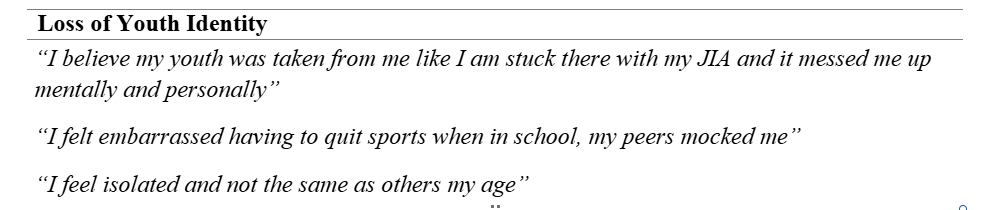 Loss of Youth Identity
“I believe my youth was taken from me like I am stuck there with my JIA and it messed me up
mentally and personally”
“I felt embarrassed having to quit sports when in school, my peers mocked me”
“I feel isolated and not the same as others my age”